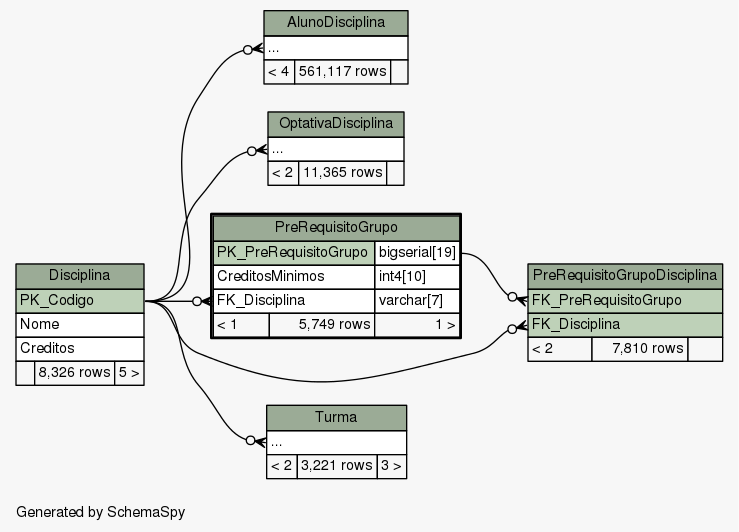 AlunoDisciplina
...
< 4 561,117 rows
OptativaDisciplina
...
< 2 11,365 rows
PreRequisitoGrupo
PK_PreRequisitoGrupo bigserial[19]
CreditosMinimos int4[10]
FK_Disciplina varchar[7]
< 1 5,749 rows 1 >
Disciplina
PK_Codigo
Nome
Creditos
8,326 rows 5 >
PreRequisitoGrupoDisciplina
FK_PreRequisitoGrupo
FK_Disciplina
< 2 7,810 rows
Turma
...
< 2 3,221 rows 3 >
Generated by SchemaSpy